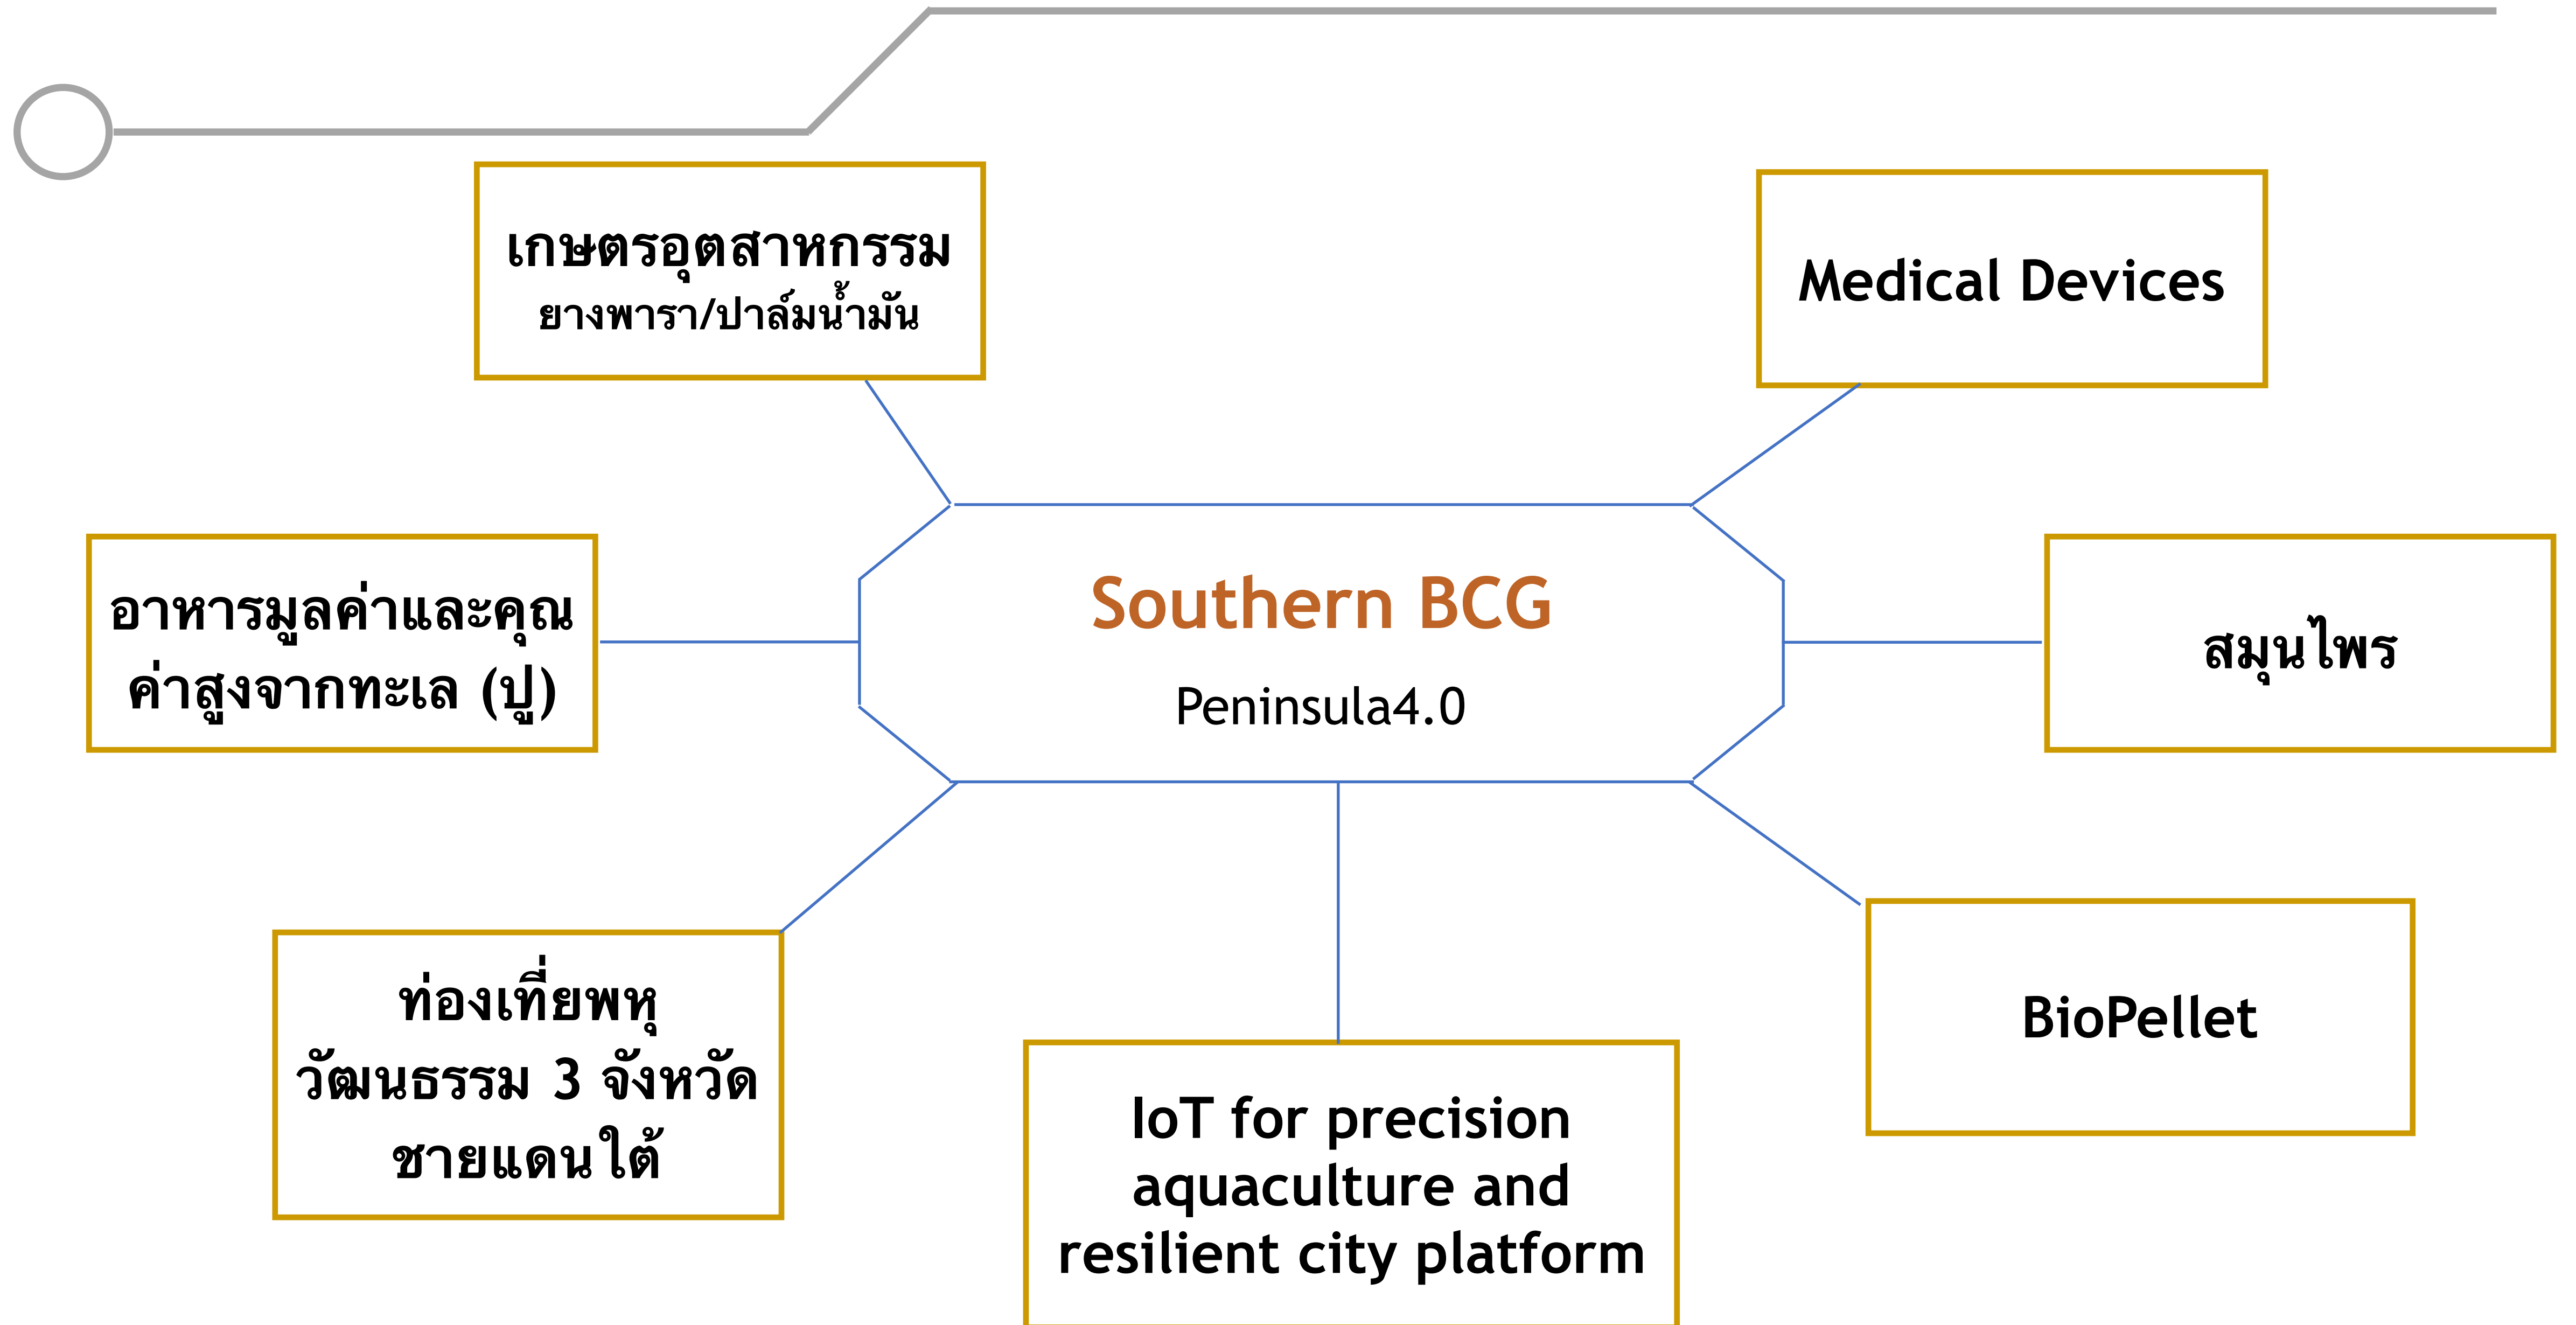 เกษตรอุตสาหกรรม
ยางพารา/ปาล์มน้ำมัน
Medical Devices
อาหารมูลค่าและคุณ
ค่าสูงจากทะเล (ปู)
Southern BCG
Peninsula4.0
สมุนไพร
ท่องเที่ยพหุ
วัฒนธรรม 3 จังหวัด
ชายแดนใต้
IoT for precision
aquaculture and
resilient city platform
BioPellet